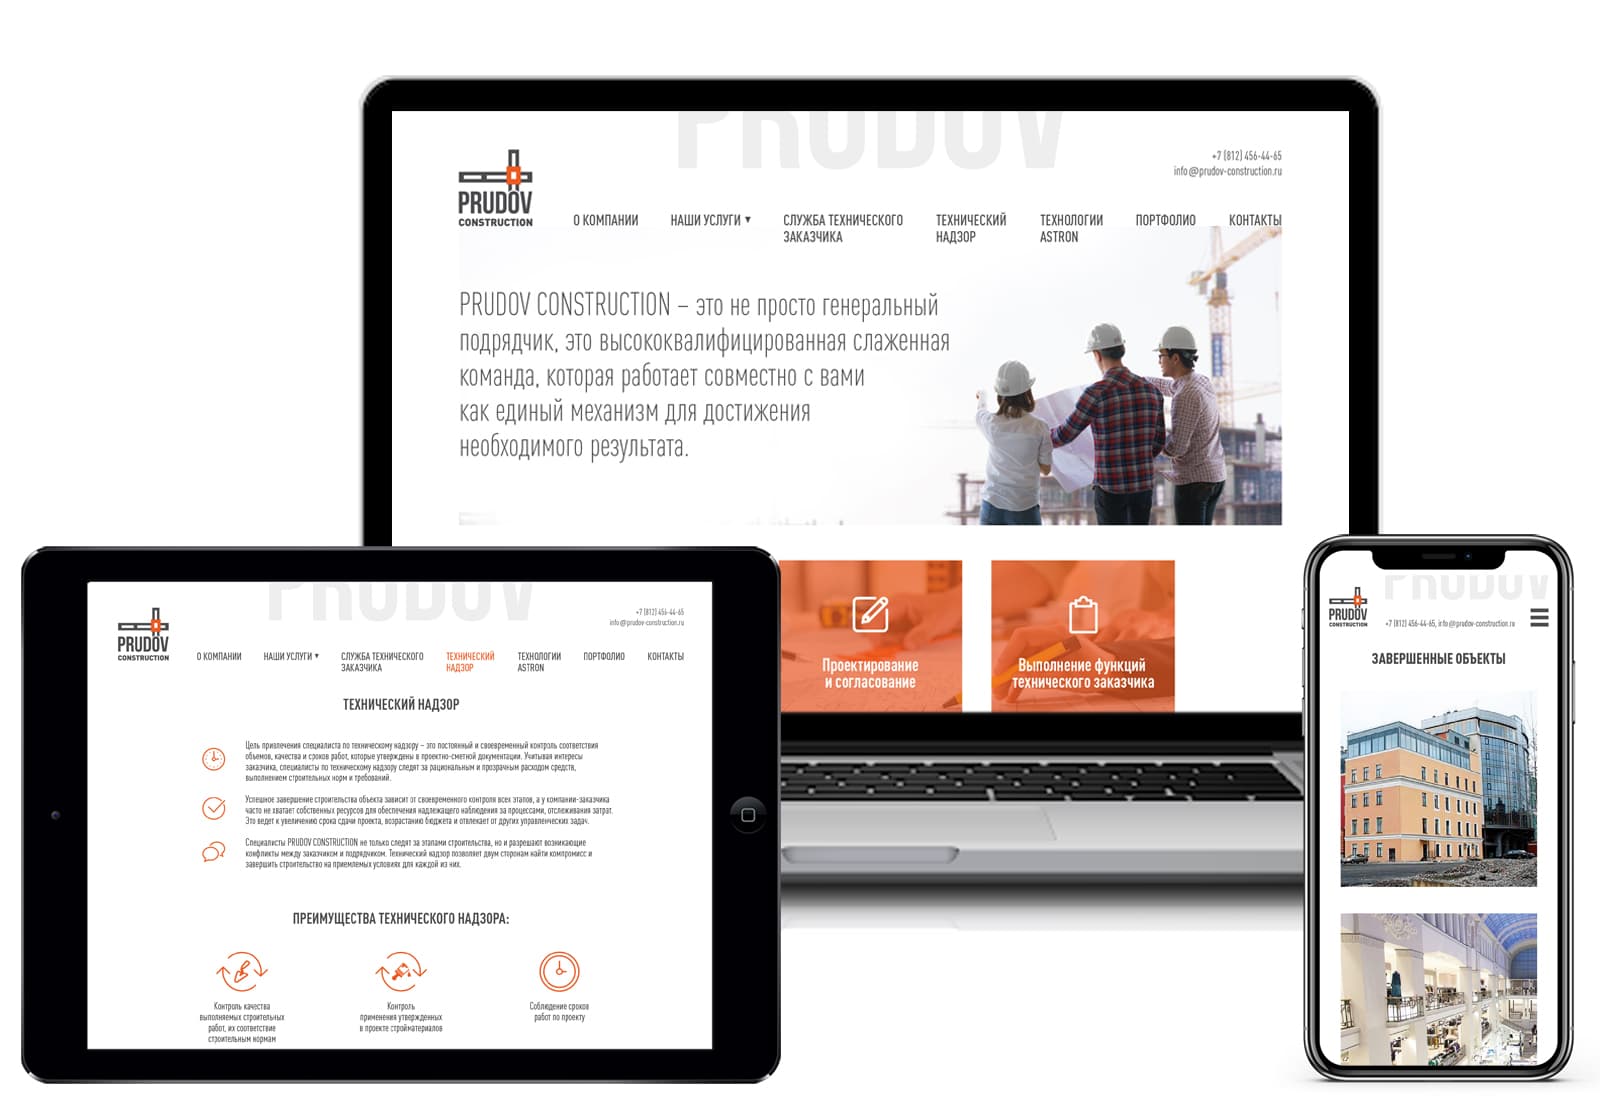 PRUDOV
PRUDOV
CONSTRUCTION
+7 (812) 456-44-65
info@prudov-construction.ru
О КОМПАНИИ
НАШИ УСЛУГИ ▼
СЛУЖБА ТЕХНИЧЕСКОГО
ЗАКАЗЧИКА
ТЕХНИЧЕСКИЙ
НАДЗОР
ТЕХНОЛОГИИ
ASTRON
ПОРТФОЛИО
КОНТАКТЫ
PRUDOV CONSTRUCTION – это не просто генеральный
подрядчик, это высококвалифицированная слаженная
команда, которая работает совместно с вами
как единый механизм для достижения
необходимого результата.
Проектирование
и согласование
Выполнение функций
технического заказчика
PRUDOV
PRUDOV
CONSTRUCTION
+7 (812) 456-44-65
info@prudov-construction.ru
О КОМПАНИИ
НАШИ УСЛУГИ ▼
СЛУЖБА ТЕХНИЧЕСКОГО
ЗАКАЗЧИКА
ТЕХНИЧЕСКИЙ
НАДЗОР
ТЕХНОЛОГИИ
ASTRON
ПОРТФОЛИО
КОНТАКТЫ
ТЕХНИЧЕСКИЙ НАДЗОР
Цель привлечения специалиста по техническому надзору – это постоянный и своевременный контроль соответствия
объемов, качества и сроков работ, которые утверждены в проектно-сметной документации. Учитывая интересы
заказчика, специалисты по техническому надзору следят за рациональным и прозрачным расходом средств,
выполнением строительных норм и требований.
Успешное завершение строительства объекта зависит от своевременного контроля всех этапов, а у компании-заказчика
часто не хватает собственных ресурсов для обеспечения надлежащего наблюдения за процессами, отслеживания затрат.
Это ведет к увеличению срока сдачи проекта, возрастанию бюджета и отвлекает от других управленческих задач.
Специалисты PRUDOV CONSTRUCTION не только следят за этапами строительства, но и разрешают возникающие
конфликты между заказчиком и подрядчиком. Технический надзор позволяет двум сторонам найти компромисс и
завершить строительство на приемлемых условиях для каждой из них.
ПРЕИМУЩЕСТВА ТЕХНИЧЕСКОГО НАДЗОРА:
Контроль качества
выполняемых строительных
работ, их соответствие
строительным нормам
Контроль
применения утвержденных
в проекте стройматериалов
Соблюдение сроков
работ по проекту
PRUDOV
PRUDOV
CONSTRUCTION
+7 (812) 456-44-65, info@prudov-construction.ru
ЗАВЕРШЕННЫЕ ОБЪЕКТЫ